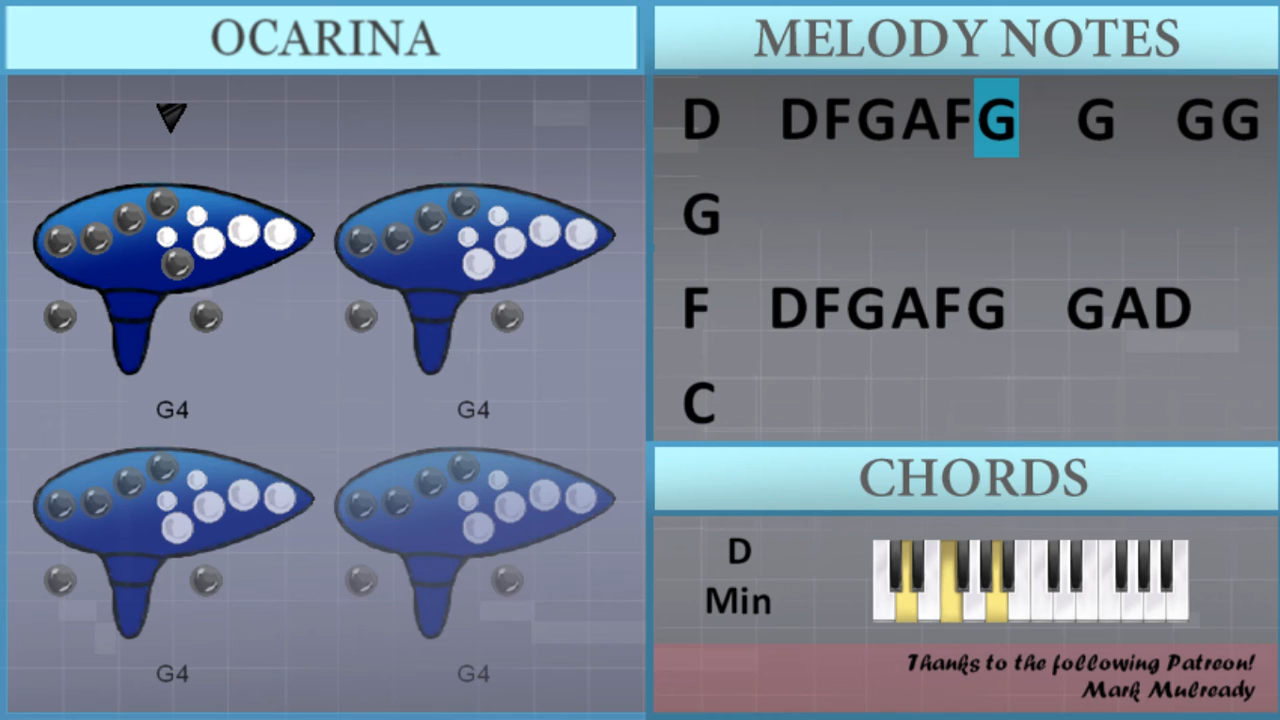 OCARINA
G4
G4
G4
G4
MELODY NOTES
D DFGAFG G GG
G
F DFGAFG GAD
C
CHORDS
D
Min
Thanks to the following Patreon!
Mark Mulready